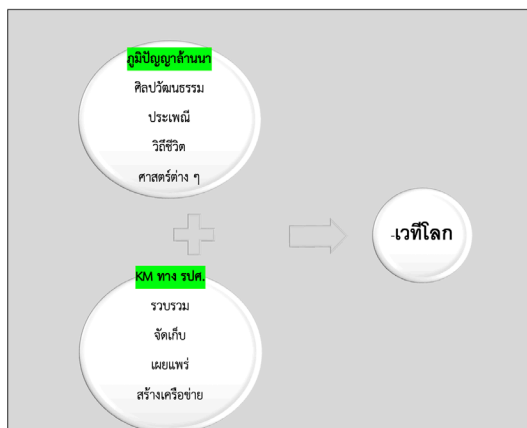 ภูมิปัญญาล้านนา
ศิลปวัฒนธรรม
ประเพณี
วิถีชีวิต
ศาสตร์ต่าง ๆ
-เวทีโลก
KM ทาง รปศ.
รวบรวม
จัดเก็บ
เผยแพร่
สร้างเครือข่าย